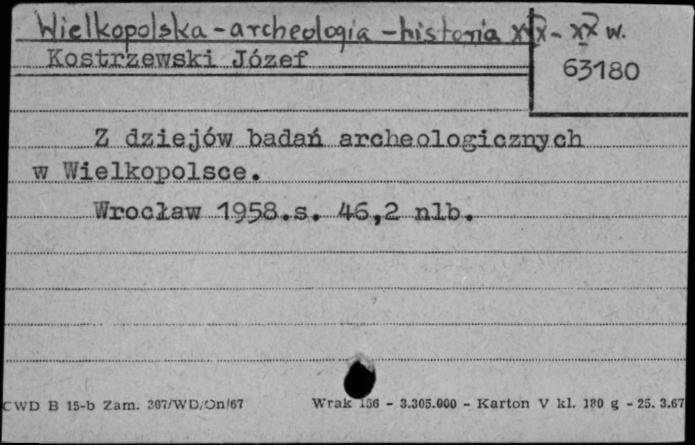 Wielkopolska - archeologia - historia XIX - XX w.
Kostrzewski Józef
63180
Z dziejów badań archeologicznych
w Wielkopolsce.
Wrocław 1958.s. 46,2 nlb.
CWD B 15-b Zam. 307/WD/On/67 Wrak 156 - 3.305.000 - Karton V kl. 180 g - 25. 3.67